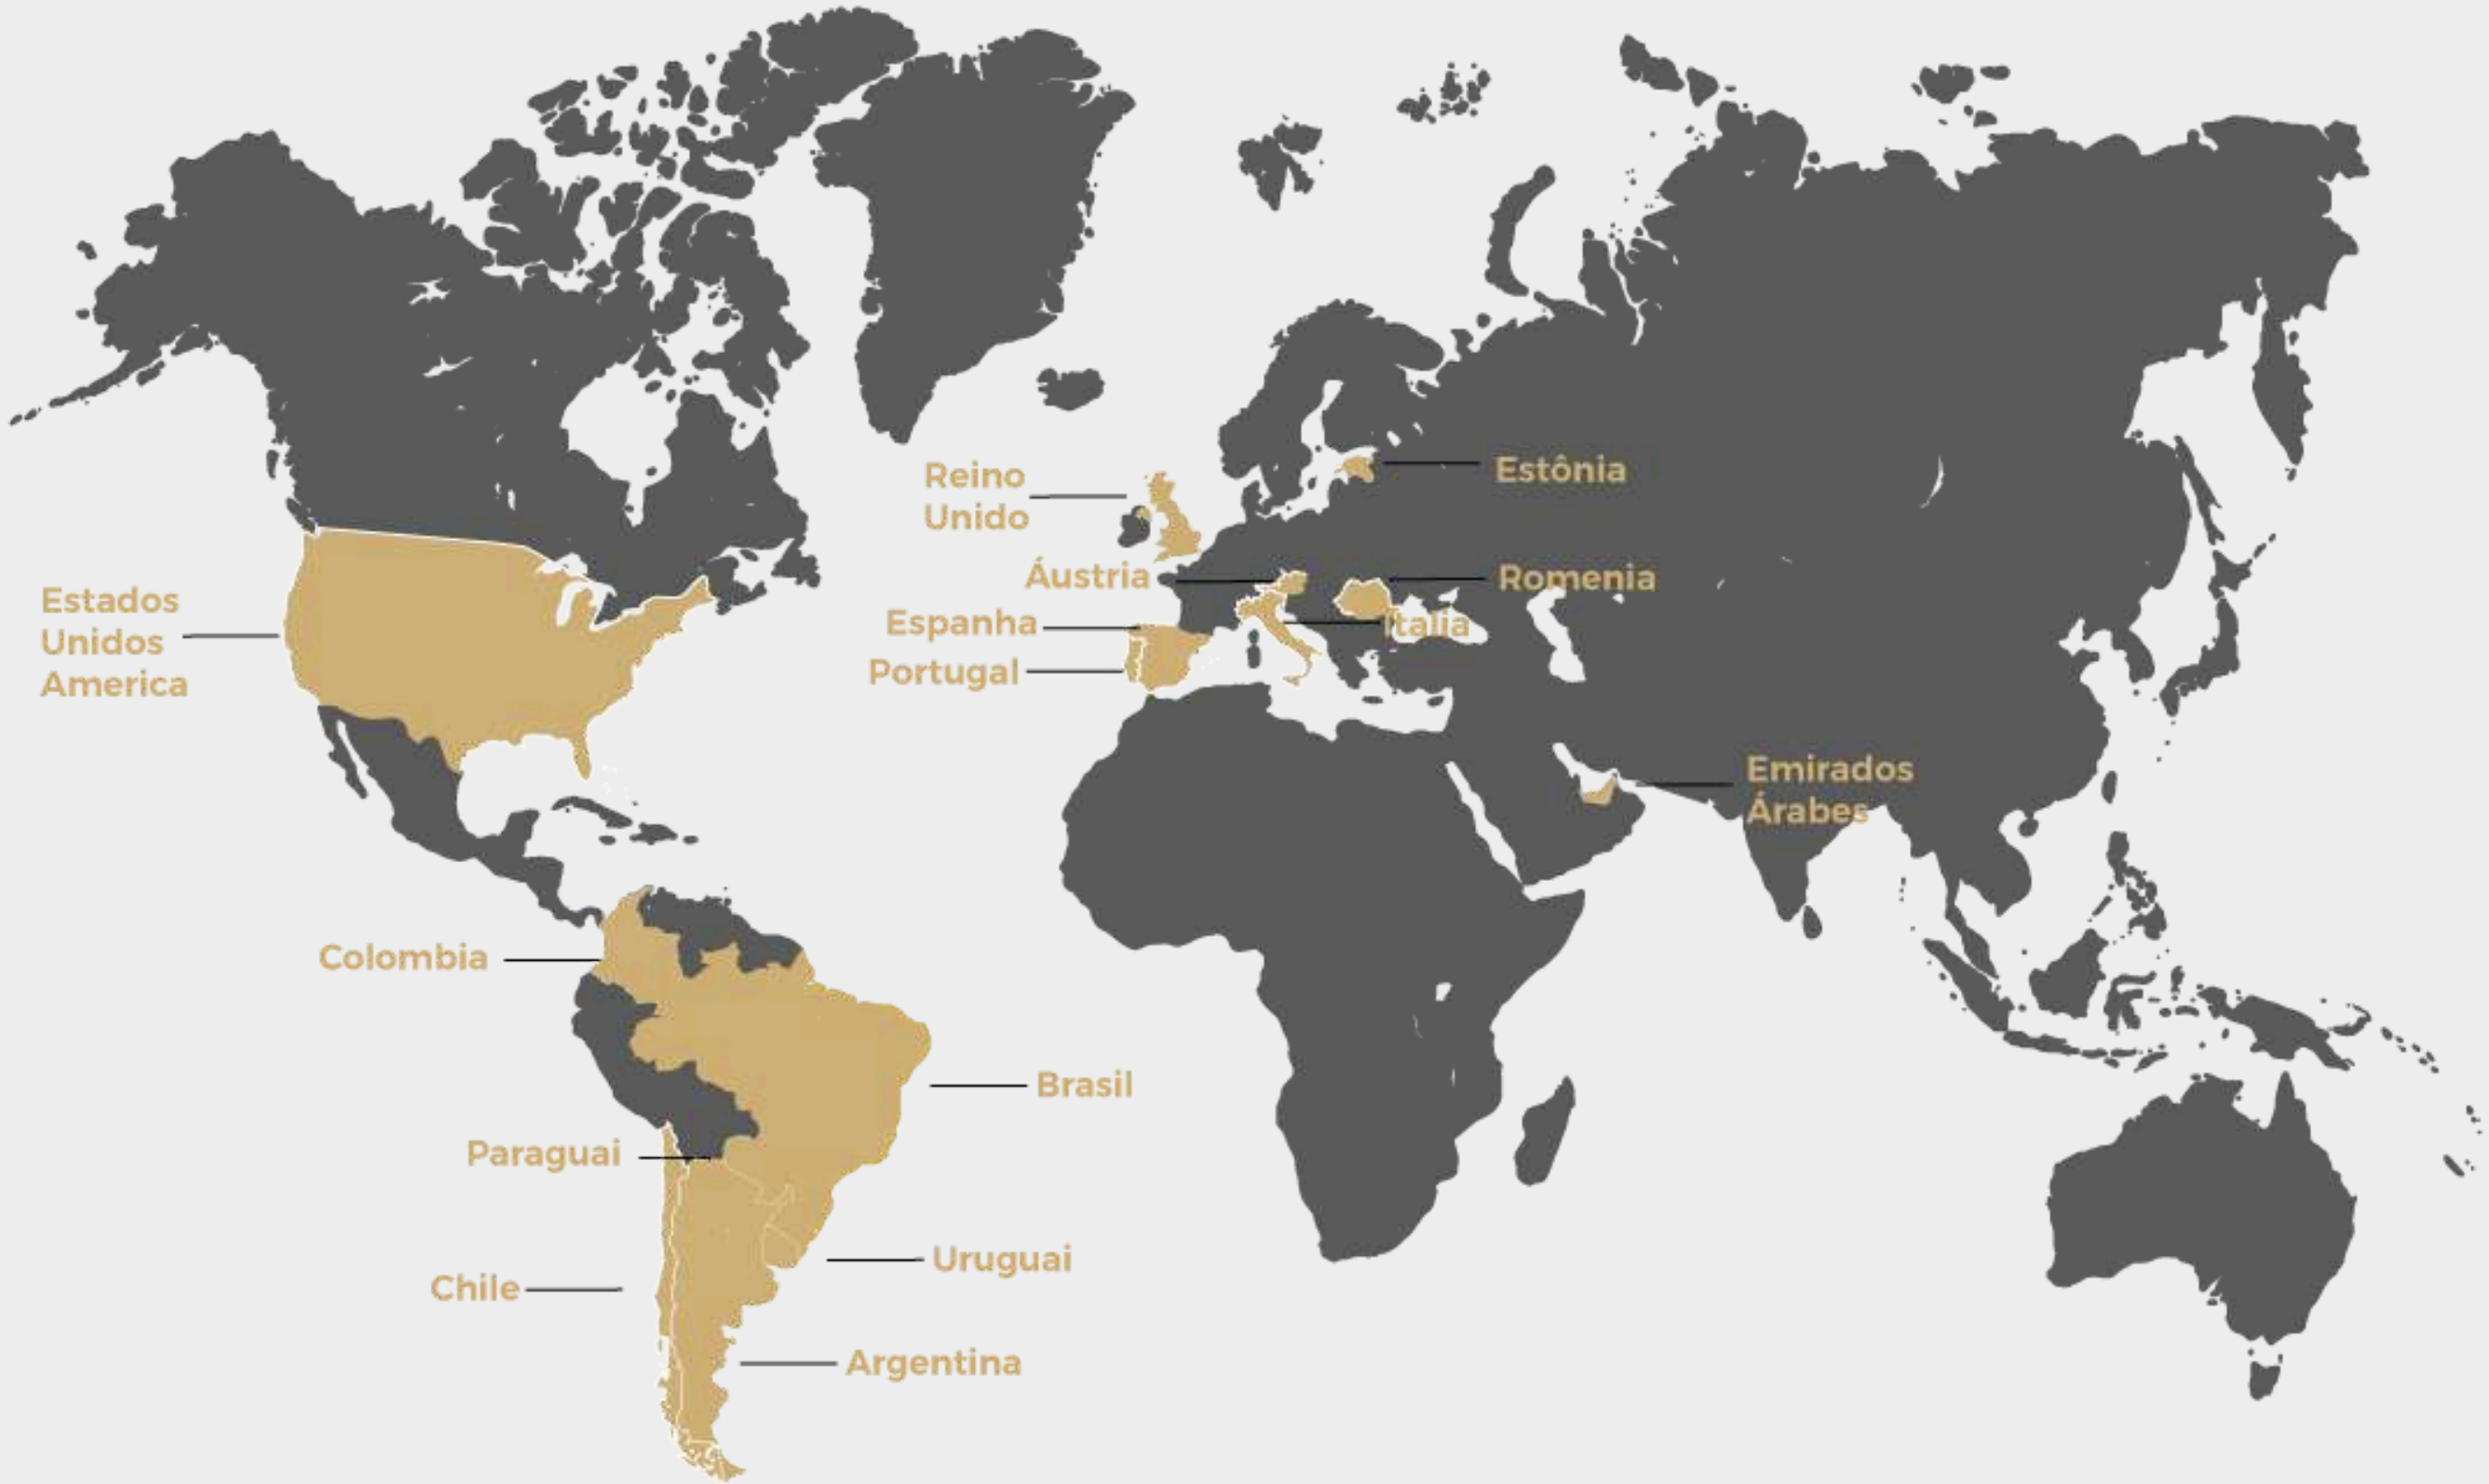 Reino
Unido
Estônia
Áustria
Romenia
Estados
Unidos
America
Espanha
Italia
Portugal
Emirados
Árabes
Colombia
Brasil
Paraguai
Uruguai
Chile
Argentina